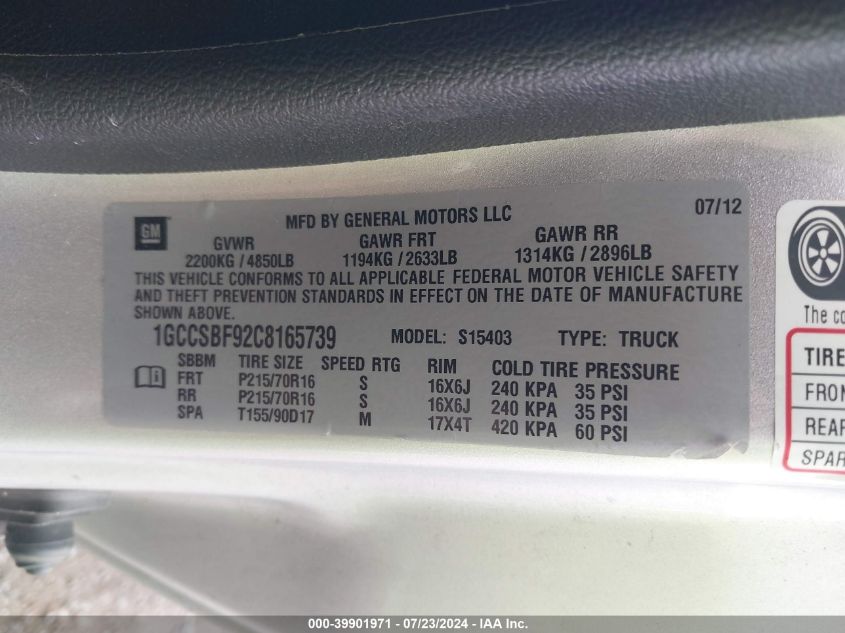 GM
MFD BY GENERAL MOTORS LLC
07/12
GVWR GAWR FRT GAWR RR
2200KG / 4850LB 1194KG / 2633LB 1314KG / 2896LB
THIS VEHICLE CONFORMS TO ALL APPLICABLE FEDERAL MOTOR VEHICLE SAFETY
AND THEFT PREVENTION STANDARDS IN EFFECT ON THE DATE OF MANUFACTURE
SHOWN ABOVE.
1GCCSBF92C8165739 MODEL: S15403 TYPE: TRUCK
SBBM TIRE SIZE SPEED RTG RIM COLD TIRE PRESSURE
FRT P215/70R16 S 16X6J 240 KPA 35 PSI
RR P215/70R16 S 16X6J 240 KPA 35 PSI
SPA T155/90D17 M 17X4T 420 KPA 60 PSI
The co
TIRE
FRON
REAR
SPAR
000-39901971 - 07/23/2024 - IAA Inc.